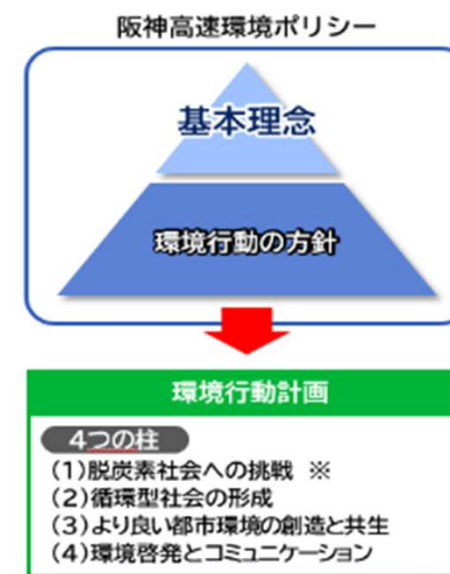 阪神高速環境ポリシー
基本理念
環境行動の方針
環境行動計画
4つの柱
(1)脱炭素社会への挑戦 ※
(2)循環型社会の形成
(3)より良い都市環境の創造と共生
(4)環境啓発とコミュニケーション